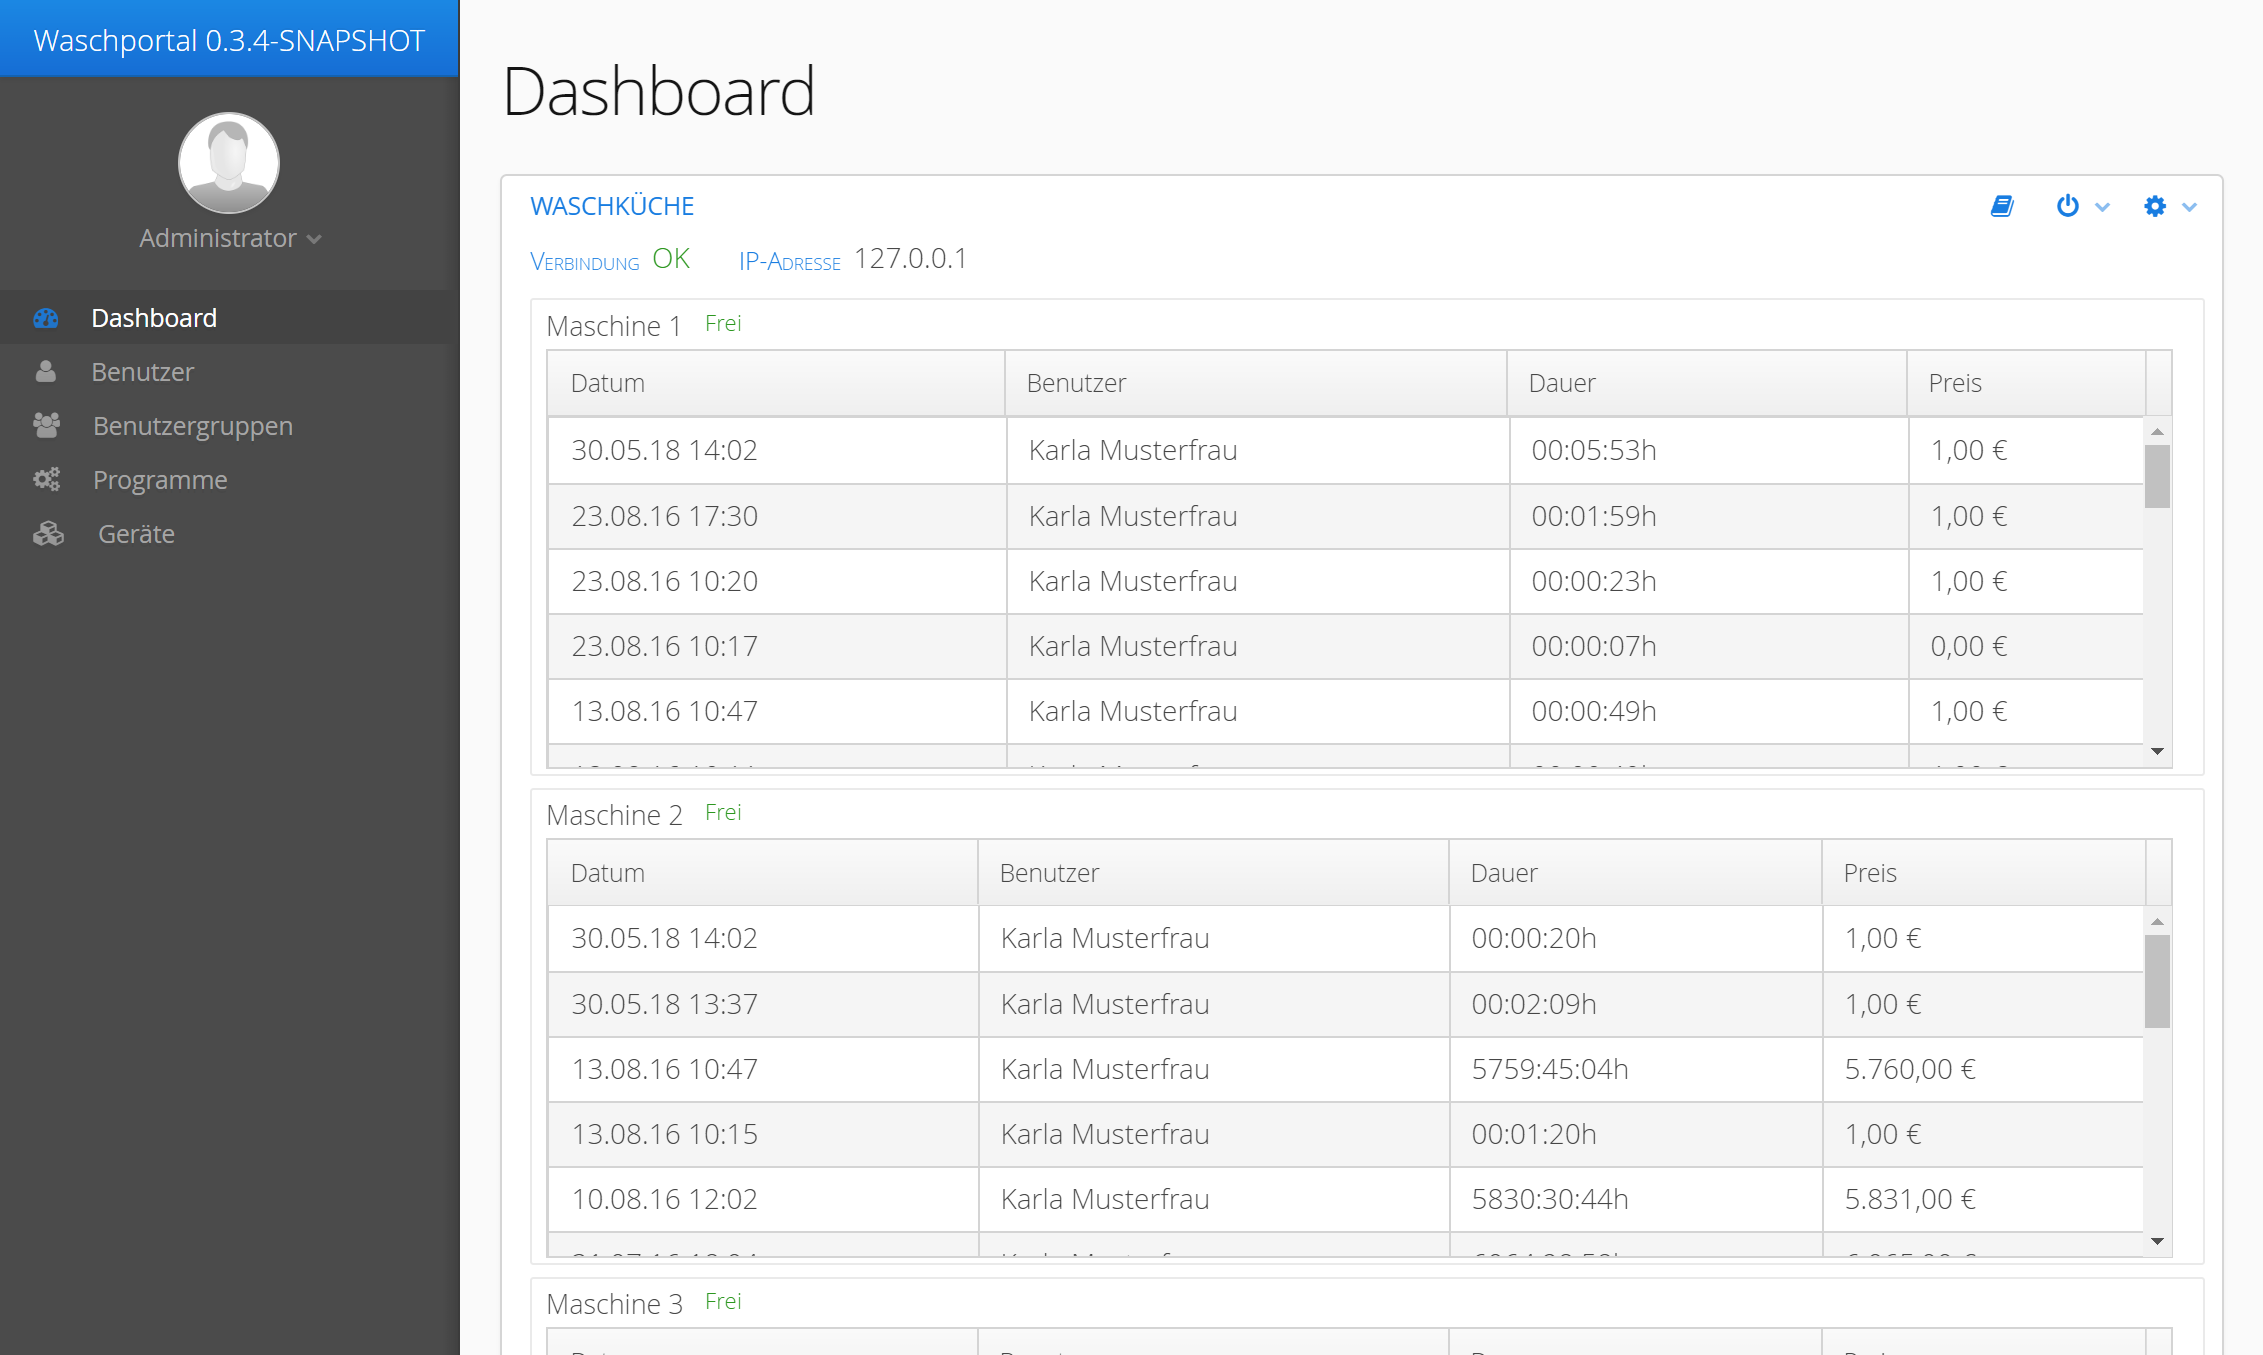 Waschportal 0.3.4-SNAPSHOT
Administrator
Dashboard
Benutzer
Benutzergruppen
Programme
Geräte
Dashboard
WASCHKÜCHE
Verbindung OK IP-Adresse 127.0.0.1
Maschine 1 Frei
Datum Benutzer Dauer Preis
30.05.18 14:02 Karla Musterfrau 00:05:53h 1,00 €
23.08.16 17:30 Karla Musterfrau 00:01:59h 1,00 €
23.08.16 10:20 Karla Musterfrau 00:00:23h 1,00 €
23.08.16 10:17 Karla Musterfrau 00:00:07h 0,00 €
13.08.16 10:47 Karla Musterfrau 00:00:49h 1,00 €
Maschine 2 Frei
Datum Benutzer Dauer Preis
30.05.18 14:02 Karla Musterfrau 00:00:20h 1,00 €
30.05.18 13:37 Karla Musterfrau 00:02:09h 1,00 €
13.08.16 10:47 Karla Musterfrau 5759:45:04h 5.760,00 €
13.08.16 10:15 Karla Musterfrau 00:01:20h 1,00 €
10.08.16 12:02 Karla Musterfrau 5830:30:44h 5.831,00 €
Maschine 3 Frei